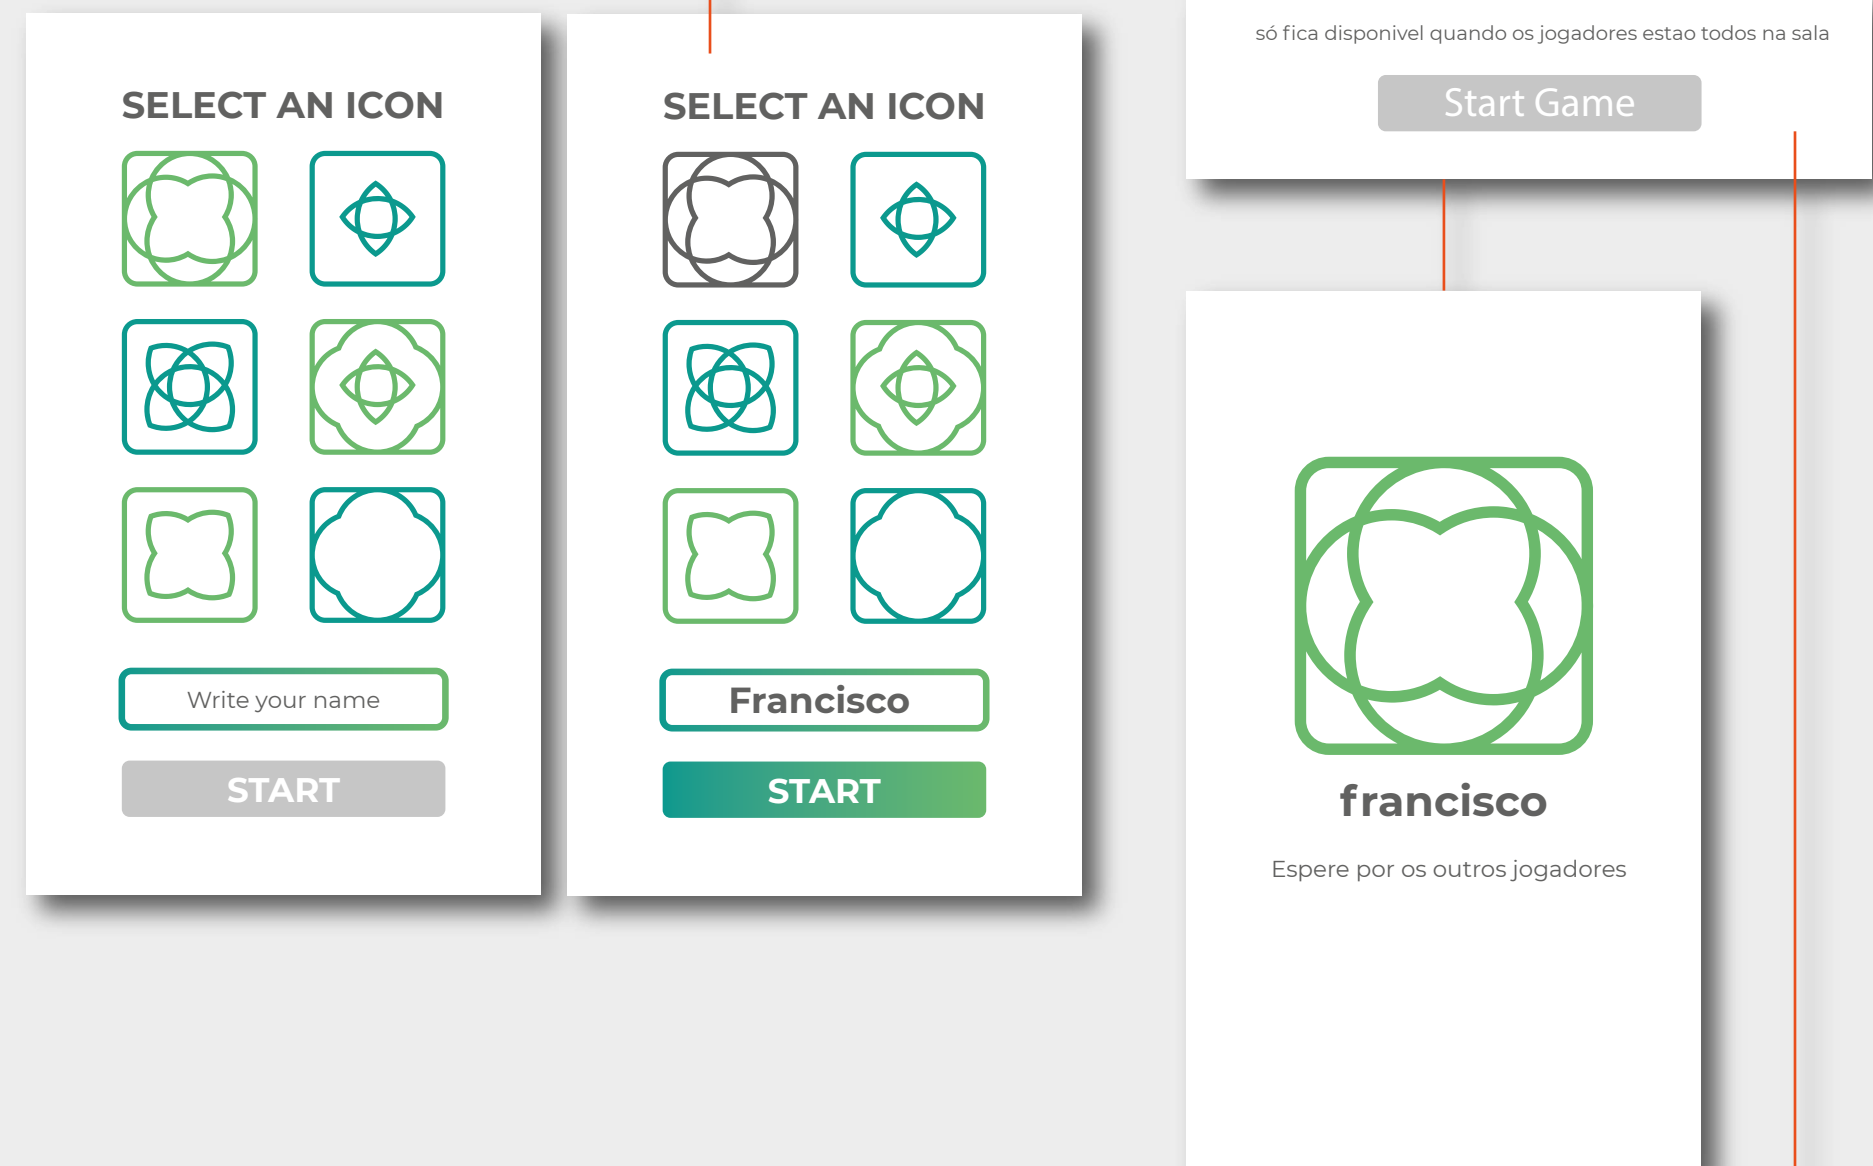 SELECT AN ICON
Write your name
START
SELECT AN ICON
Francisco
START
só fica disponivel quando os jogadores estao todos na sala
Start Game
francisco
Espere por os outros jogadores